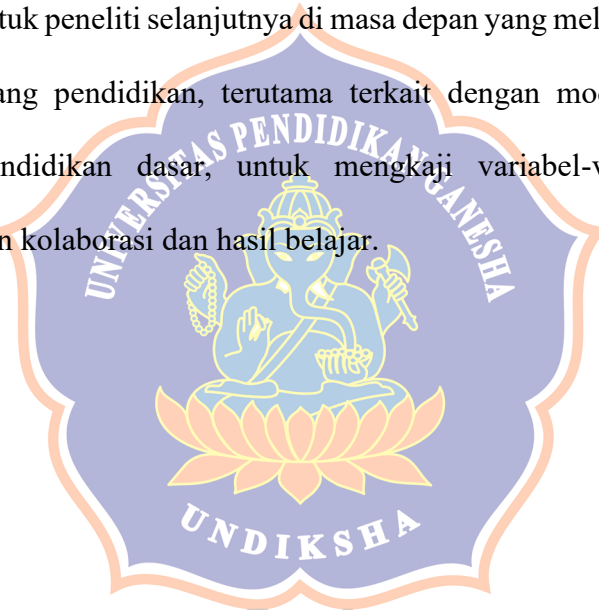 tuk peneliti selanjutnya di masa depan yang mel
ang pendidikan, terutama terkait dengan mo
ndidikan dasar, untuk mengkaji variabel-v
n kolaborasi dan hasil belajar.
UNIVERSITAS PENDIDIKAN GANESHA
UNDIKSHA